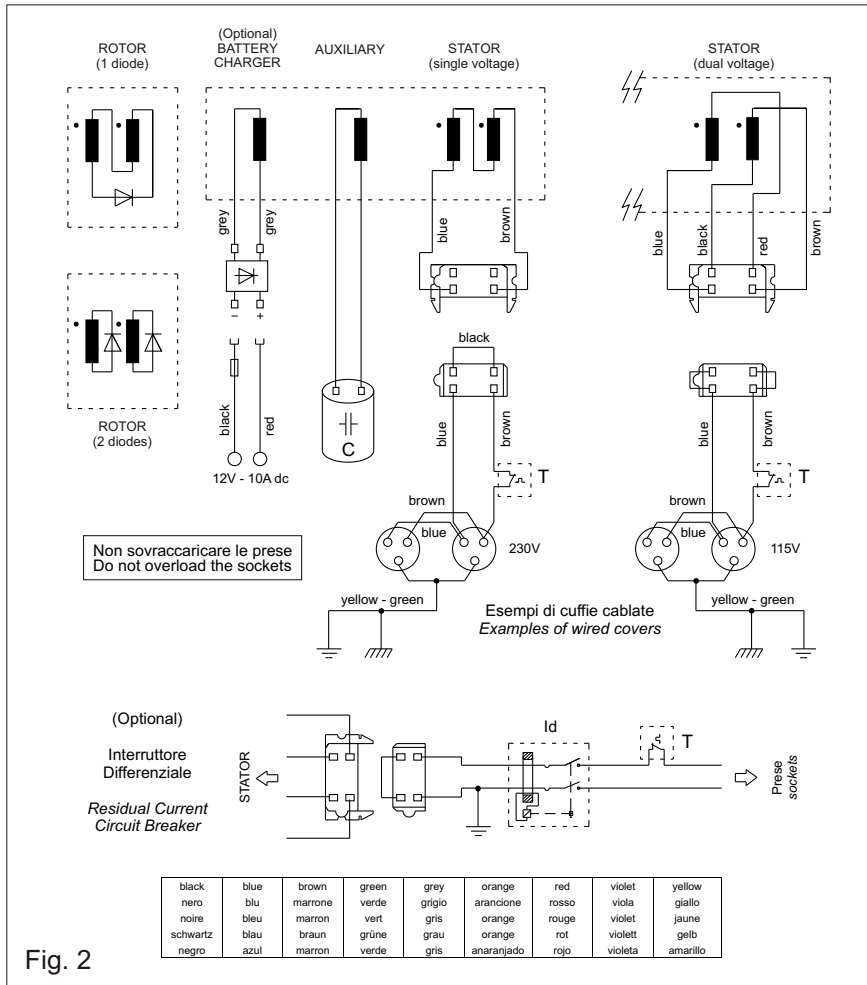 ROTOR
(1 diode)
(Optional)
BATTERY
CHARGER
AUXILIARY
STATOR
(single voltage)
STATOR
(dual voltage)
grey
grey
blue
brown
blue
black
red
brown
–
+
ROTOR
(2 diodes)
black
red
12V - 10A dc
C
black
blue
brown
T
brown
blue
230V
blue
brown
T
brown
blue
115V
Non sovraccaricare le prese
Do not overload the sockets
yellow - green
yellow - green
Esempi di cuffie cablate
Examples of wired covers
(Optional)
Interruttore
Differenziale
Residual Current
Circuit Breaker
STATOR
Id
T
Prese
sockets
black blue brown green grey orange red violet yellow
nero blu marrone verde grigio arancione rosso viola giallo
noire bleu marron vert gris orange rouge violet jaune
schwartz blau braun grüne grau orange rot violett gelb
negro azul marron verde gris anaranjado rojo violeta amarillo
Fig. 2